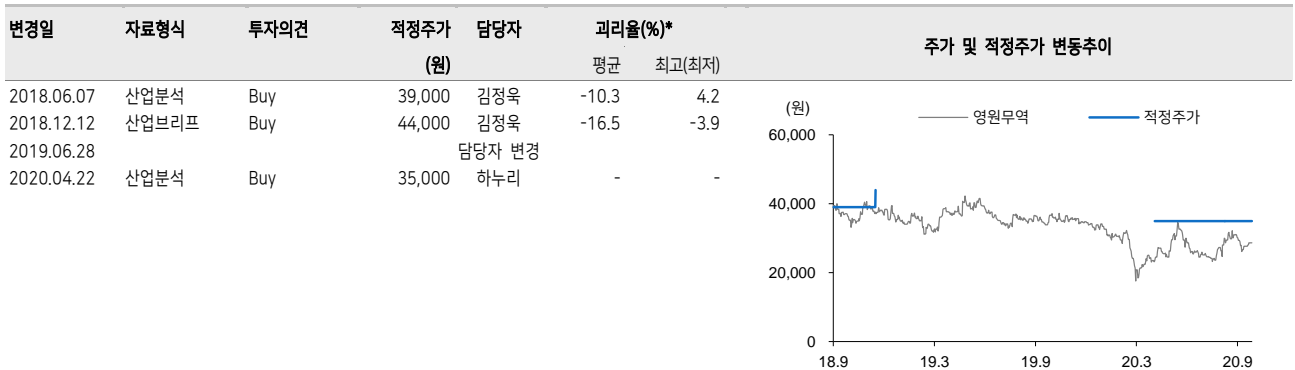 변경일 자료형식 투자의견 적정주가 담당자 괴리율(%)* 주가 및 적정주가 변동추이
(원) 평균 최고(최저)
2018.06.07 산업분석 Buy 39,000 김정욱 -10.3 4.2
2018.12.12 산업브리프 Buy 44,000 김정욱 -16.5 -3.9
2019.06.28 담당자 변경
2020.04.22 산업분석 Buy 35,000 하누리 - -
(원) 영원무역 적정주가
60,000
40,000
20,000
0
18.9 19.3 19.9 20.3 20.9